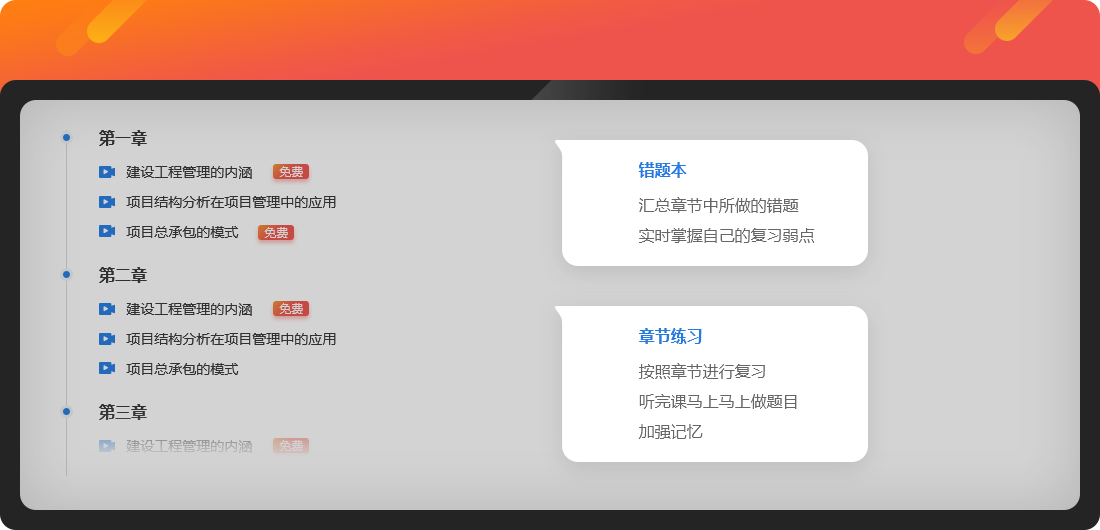 第一章
建设工程管理的内涵 免费
项目结构分析在项目管理中的应用
项目总承包的模式 免费
第二章
建设工程管理的内涵 免费
项目结构分析在项目管理中的应用
项目总承包的模式
第三章
建设工程管理的内涵 免费
错题本
汇总章节中所做的错题
实时掌握自己的复习弱点
章节练习
按照章节进行复习
听完课马上马上做题目
加强记忆